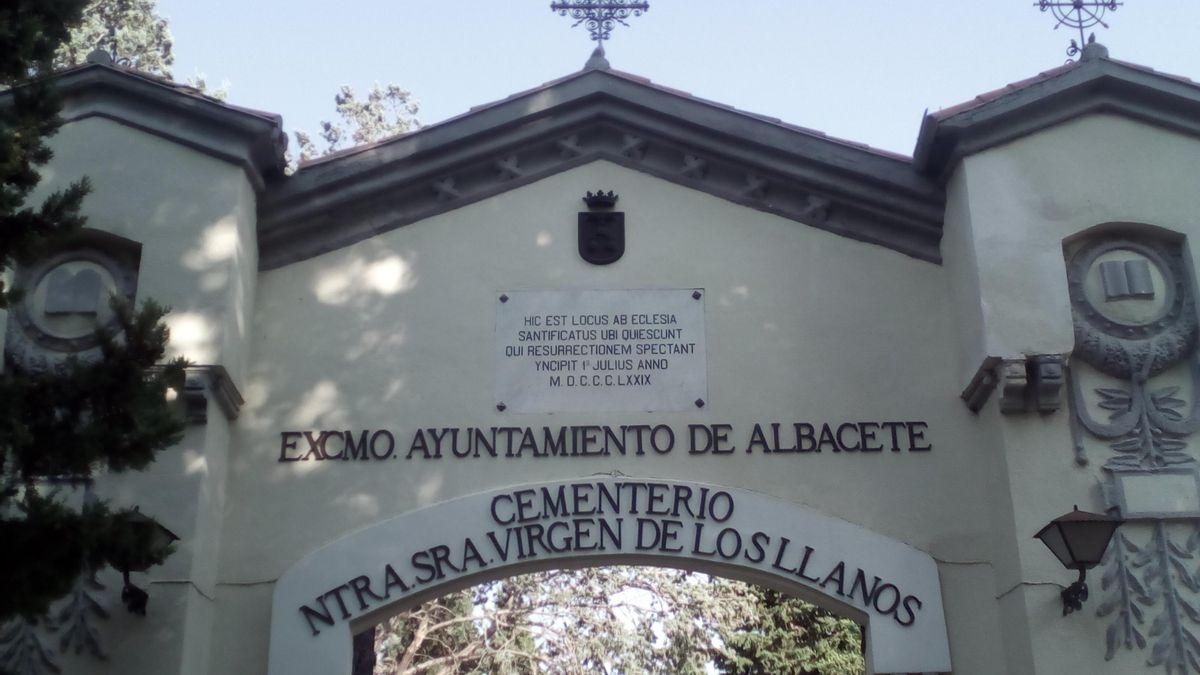 HIC EST LOCUS AB ECLESIA
SANTIFICATUS UBI QUIESCUNT
QUI RESURRECTIONEM SPECTANT
YNCIPIT 1º JULIUS ANNO
M.D.C.C.C.LXXIX
EXCMO. AYUNTAMIENTO DE ALBACETE
CEMENTERIO
NTRA. SRA. VIRGEN DE LOS LLANOS